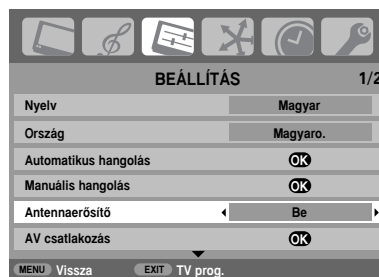 BEÁLLÍTÁS 1/2
Nyelv Magyar
Ország Magyaro.
Automatikus hangolás OK
Manuális hangolás OK
Antennaerősítő Be
AV csatlakozás OK
MENU Vissza EXIT TV prog.